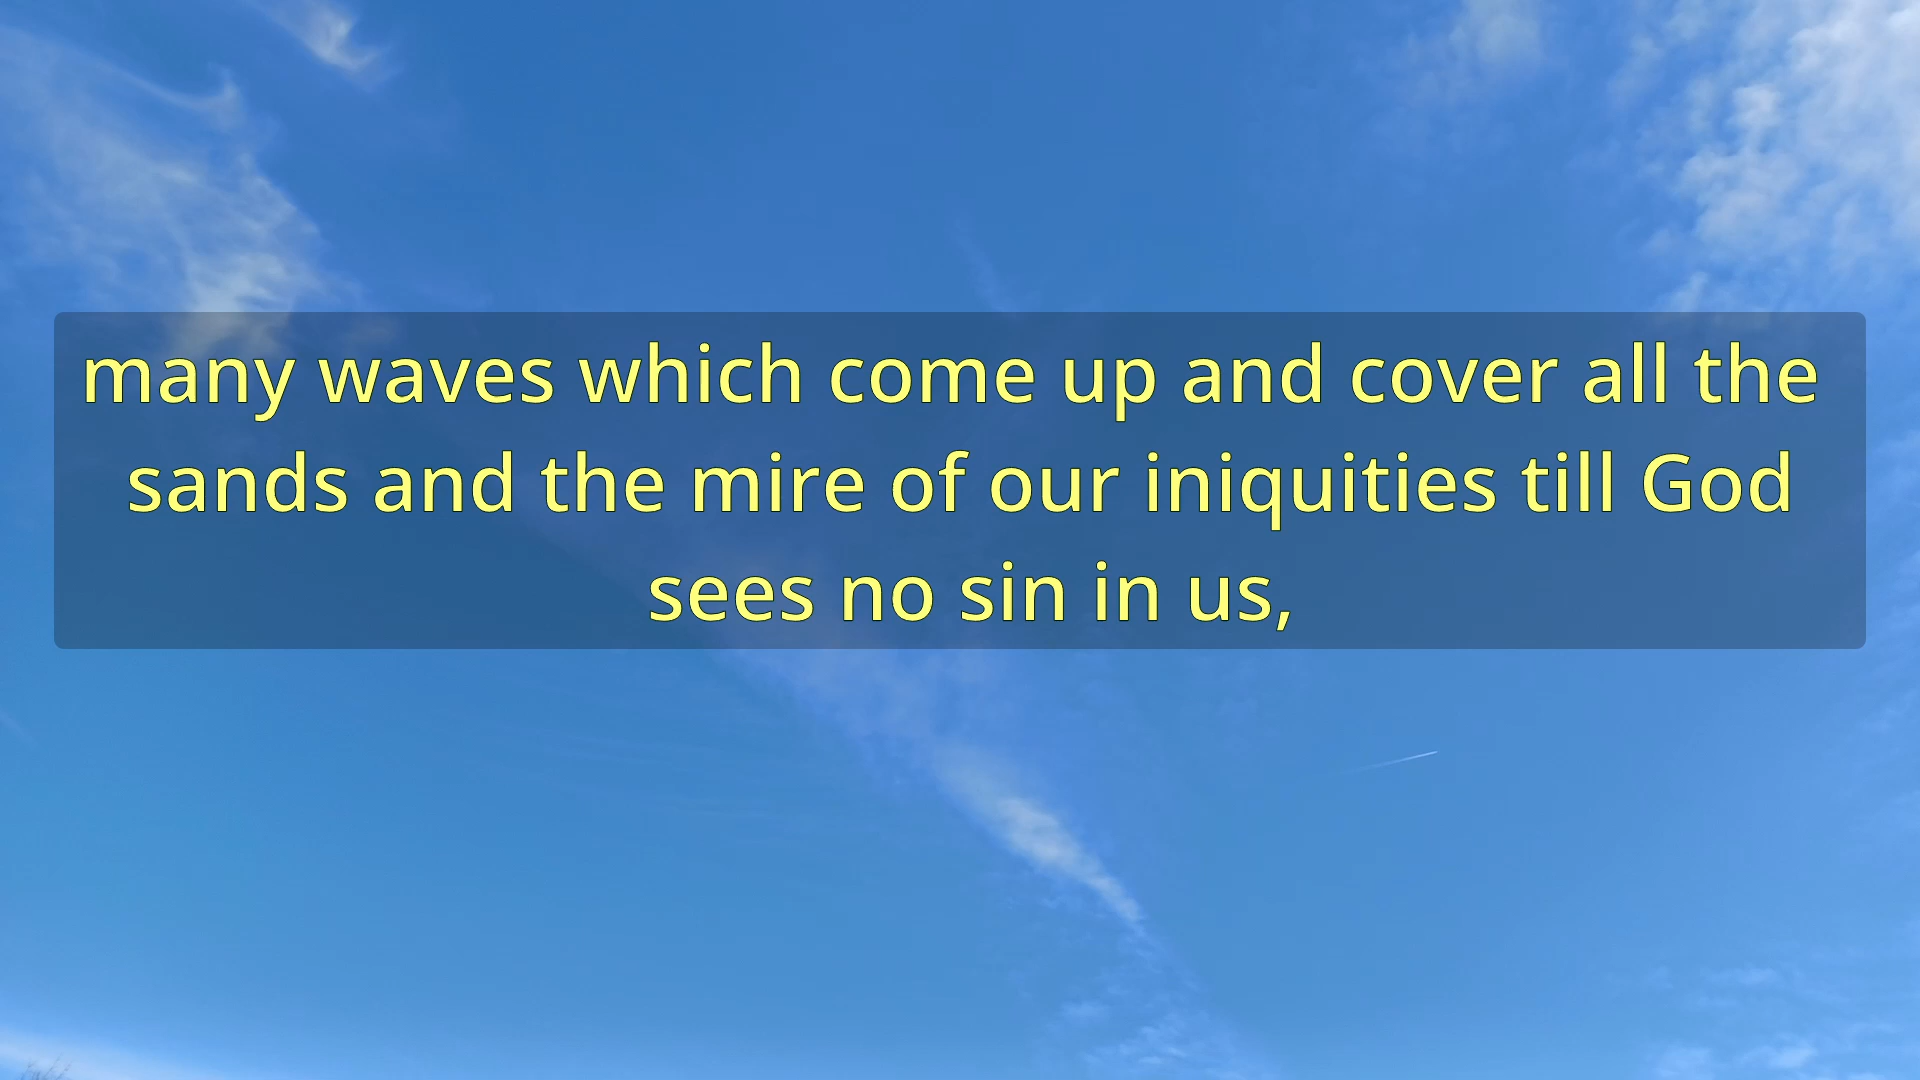 many waves which come up and cover all the
sands and the mire of our iniquities till God
sees no sin in us,